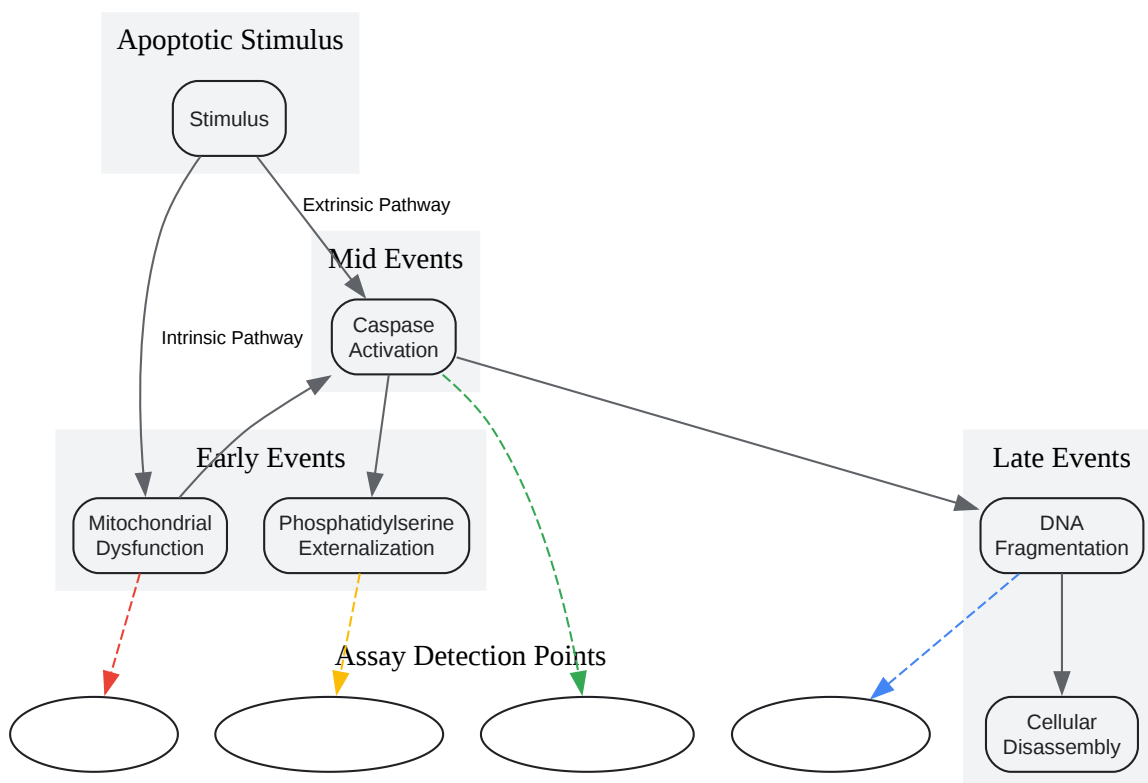 Apoptotic Stimulus
Stimulus
Extrinsic Pathway
Mid Events
Caspase
Activation
Intrinsic Pathway
Early Events
Late Events
Mitochondrial
Dysfunction
Phosphatidylserine
Externalization
DNA
Fragmentation
Assay Detection Points
Cellular
Disassembly